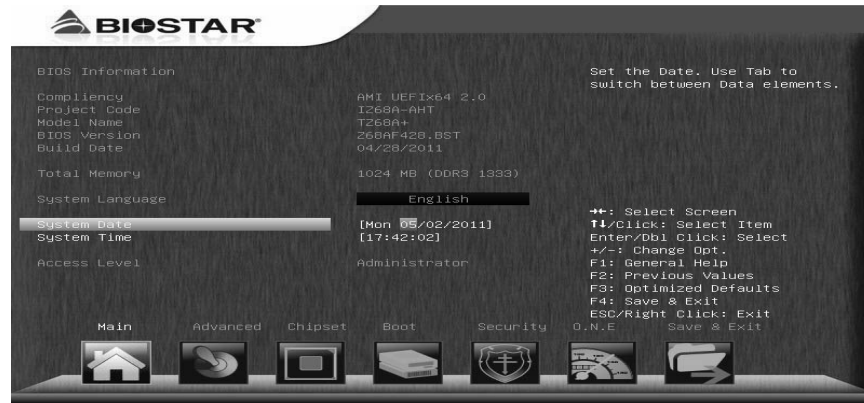 BIOSTAR
BIOS Information
Compliency AMI UEFIx64 2.0
Project Code IZ68A-AHT
Model Name TZ68A+
BIOS Version Z68AF428.BST
Build Date 04/28/2011
Total Memory 1024 MB (DDR3 1333)
System Language English
System Date [Mon 05/02/2011]
System Time [17:42:02]
Access Level Administrator
Set the Date. Use Tab to
switch between Data elements.
→←: Select Screen
↑↓/Click: Select Item
Enter/Dbl Click: Select
+/-: Change Opt.
F1: General Help
F2: Previous Values
F3: Optimized Defaults
F4: Save & Exit
ESC/Right Click: Exit
Main Advanced Chipset Boot Security O.N.E Save & Exit